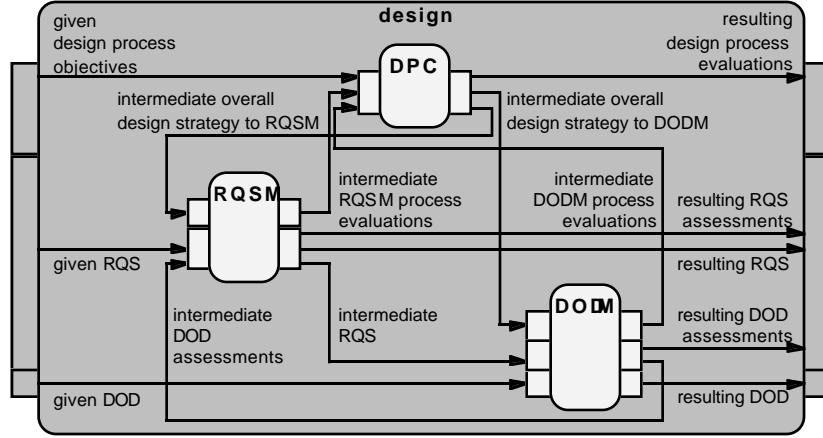 design
given
design process
objectives
resulting
design process
evaluations
DPC
intermediate overall
design strategy to RQSM
intermediate overall
design strategy to DODM
RQSM
intermediate
RQSM process
evaluations
intermediate
DODM process
evaluations
resulting RQS
assessments
given RQS
resulting RQS
intermediate
DOD
assessments
intermediate
RQS
DODM
resulting DOD
assessments
given DOD
resulting DOD